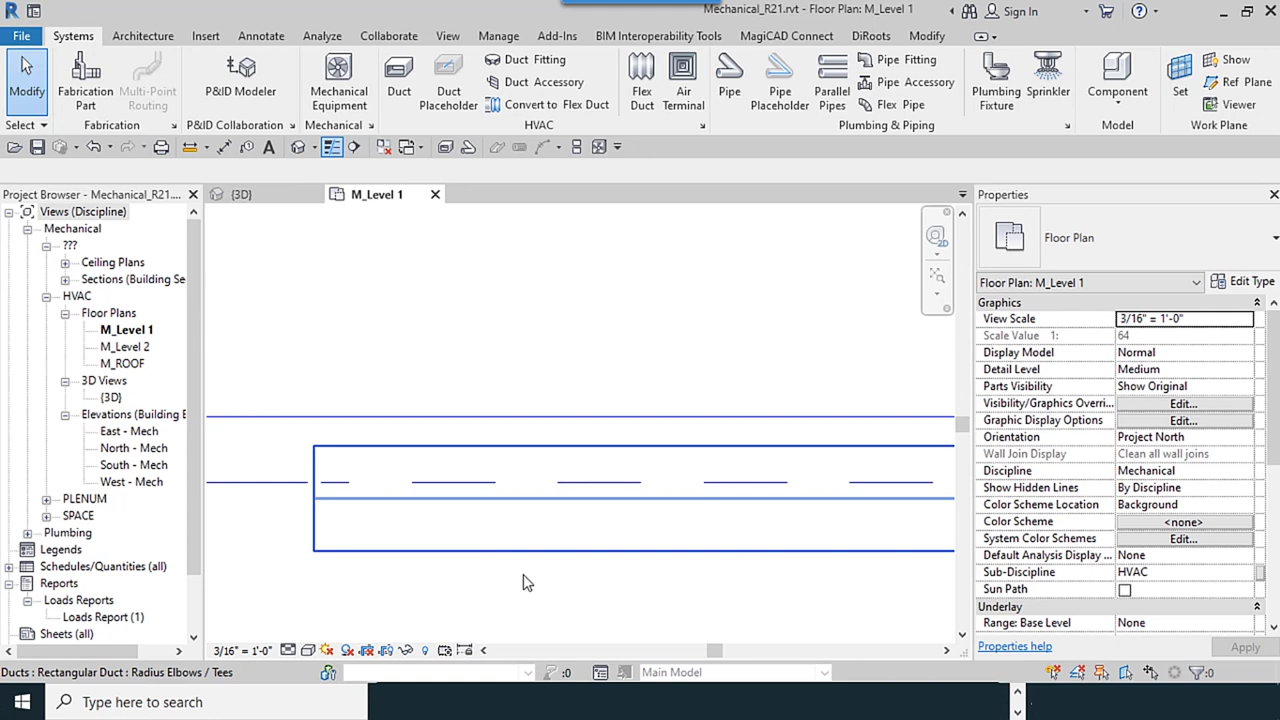 Mechanical_R21.rvt - Floor Plan: M_Level 1
Sign In
File Systems Architecture Insert Annotate Analyze Collaborate View Manage Add-Ins BIM Interoperability Tools MagiCAD Connect DiRoots Modify
Modify
Fabrication Part
Multi-Point Routing
P&ID Modeler
Mechanical Equipment
Duct
Duct Placeholder
Duct Fitting
Duct Accessory
Convert to Flex Duct
Flex Duct
Air Terminal
Pipe
Pipe Placeholder
Parallel Pipes
Pipe Fitting
Pipe Accessory
Flex Pipe
Plumbing Fixture
Sprinkler
Component
Set
Show
Ref Plane
Viewer
Select Fabrication P&ID Collaboration Mechanical HVAC Plumbing & Piping Model Work Plane
Project Browser - Mechanical_R21....
Views (Discipline)
Mechanical
???
Ceiling Plans
Sections (Building Se
HVAC
Floor Plans
M_Level 1
M_Level 2
M_ROOF
3D Views
{3D}
Elevations (Building E
East - Mech
North - Mech
South - Mech
West - Mech
PLENUM
SPACE
Plumbing
Legends
Schedules/Quantities (all)
Reports
Loads Reports
Loads Report (1)
Sheets (all)
{3D}
M_Level 1
2D
Properties
Floor Plan
Floor Plan: M_Level 1 Edit Type
Graphics
View Scale 3/16" = 1'-0"
Scale Value 1: 64
Display Model Normal
Detail Level Medium
Parts Visibility Show Original
Visibility/Graphics Overri... Edit...
Graphic Display Options Edit...
Orientation Project North
Wall Join Display Clean all wall joins
Discipline Mechanical
Show Hidden Lines By Discipline
Color Scheme Location Background
Color Scheme <none>
System Color Schemes Edit...
Default Analysis Display ... None
Sub-Discipline HVAC
Sun Path
Underlay
Range: Base Level None
Properties help Apply
3/16" = 1'-0"
Ducts : Rectangular Duct : Radius Elbows / Tees
:0
Main Model
:0
Type here to search